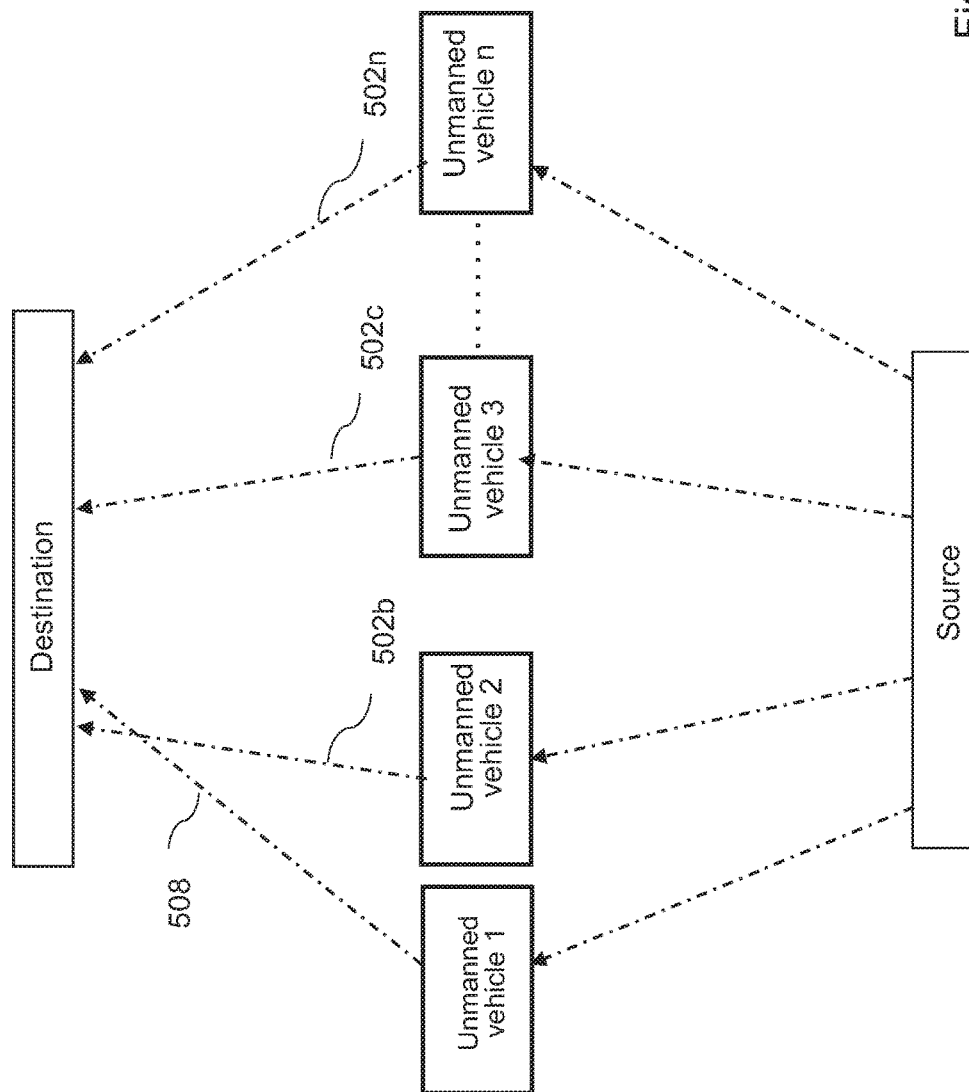 Destination
508
502b
502c
502n
Unmanned
vehicle 1
Unmanned
vehicle 2
Unmanned
vehicle 3
Unmanned
vehicle n
Source